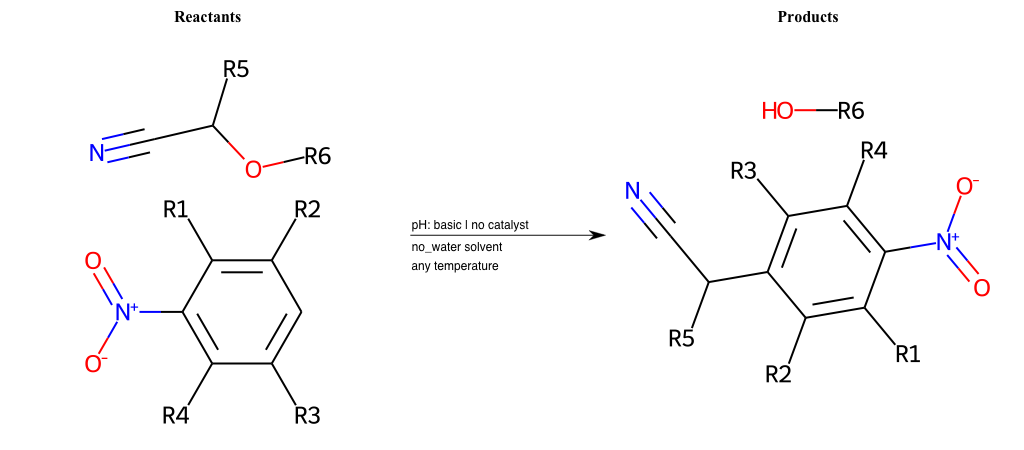 Reactants
Products
R5
N
O
R6
R1
R2
O
N+
O-
R4
R3
pH: basic | no catalyst
no_water solvent
any temperature
HO
R6
R3
R4
N
O-
N+
O
R5
R2
R1